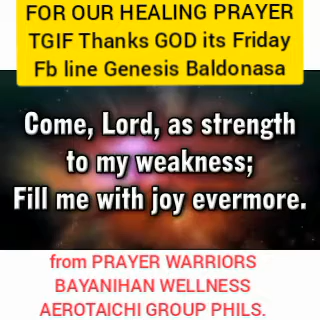 FOR OUR HEALING PRAYER
TGIF Thanks GOD its Friday
Fb line Genesis Baldonasa
Come, Lord, as strength
to my weakness;
Fill me with joy evermore.
from PRAYER WARRIORS
BAYANIHAN WELLNESS
AEROTAICHI GROUP PHILS.